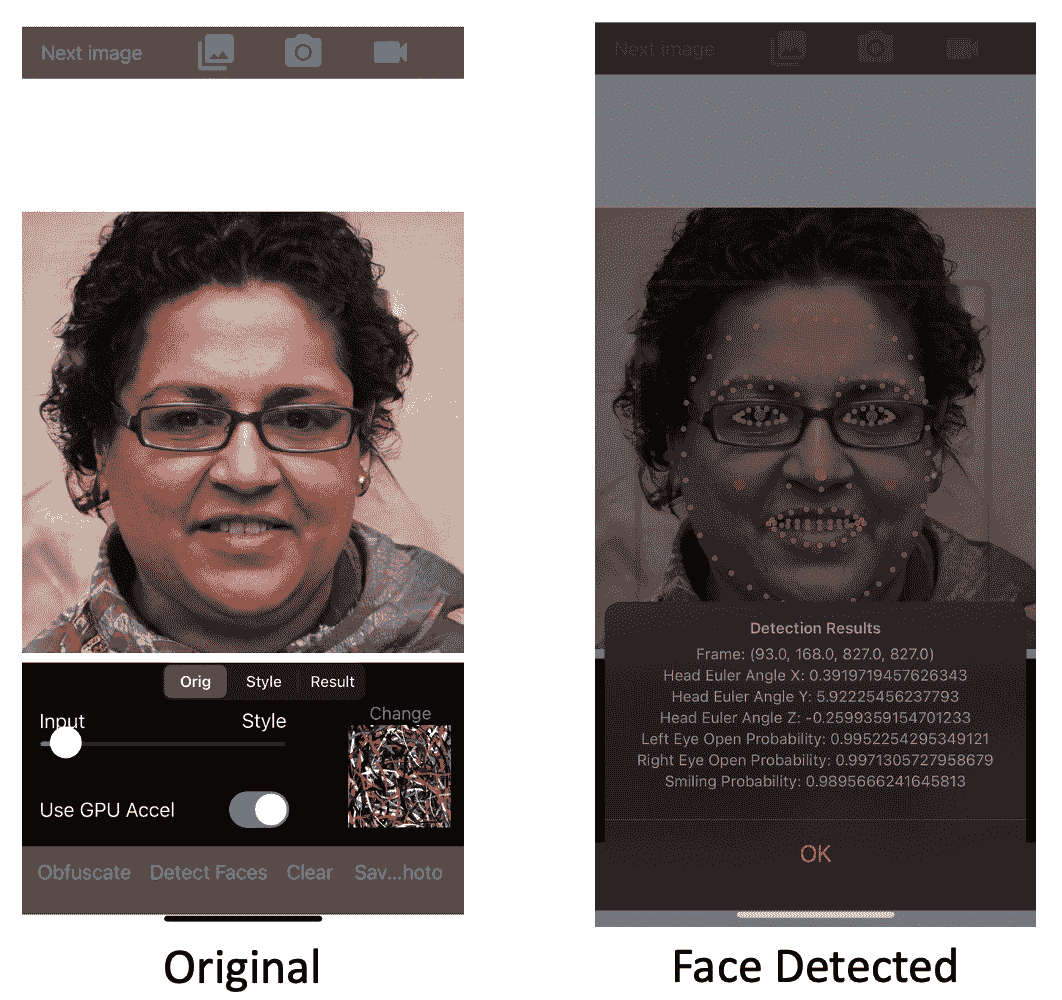 Next image
Orig Style Result
Input Style Change
Use GPU Accel
Obfuscate Detect Faces Clear Sav...hoto
Original
Next image
Detection Results
Frame: (93.0, 168.0, 827.0, 827.0)
Head Euler Angle X: 0.3919719457626343
Head Euler Angle Y: 5.92225456237793
Head Euler Angle Z: -0.2599359154701233
Left Eye Open Probability: 0.9952254295349121
Right Eye Open Probability: 0.9971305727958679
Smiling Probability: 0.9895666241645813
OK
Face Detected